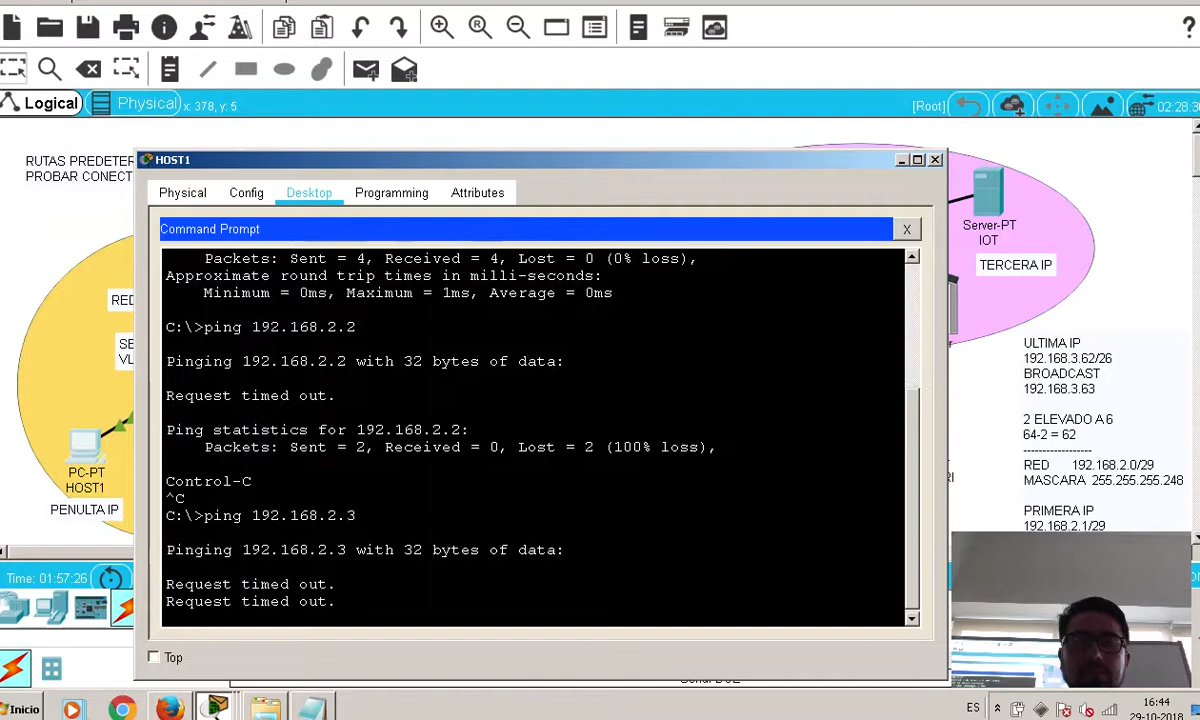 Logical
Physical
x: 378, y: 5
[Root]
02:28:3
RUTAS PREDETER
PROBAR CONECT
HOST1
Physical Config Desktop Programming Attributes
Command Prompt
X
Packets: Sent = 4, Received = 4, Lost = 0 (0% loss),
Approximate round trip times in milli-seconds:
Minimum = 0ms, Maximum = 1ms, Average = 0ms
C:\>ping 192.168.2.2
Pinging 192.168.2.2 with 32 bytes of data:
Request timed out.
Ping statistics for 192.168.2.2:
Packets: Sent = 2, Received = 0, Lost = 2 (100% loss),
Control-C
^C
C:\>ping 192.168.2.3
Pinging 192.168.2.3 with 32 bytes of data:
Request timed out.
Request timed out.
Top
RED
SE
VL
PC-PT
HOST1
PENULTA IP
Server-PT
IOT
TERCERA IP
ULTIMA IP
192.168.3.62/26
BROADCAST
192.168.3.63
2 ELEVADO A 6
64-2 = 62
------------------
RED 192.168.2.0/29
MASCARA 255.255.255.248
PRIMERA IP
192.168.2.1/29
Time: 01:57:26
Inicio
ES
16:44
29-10-2018